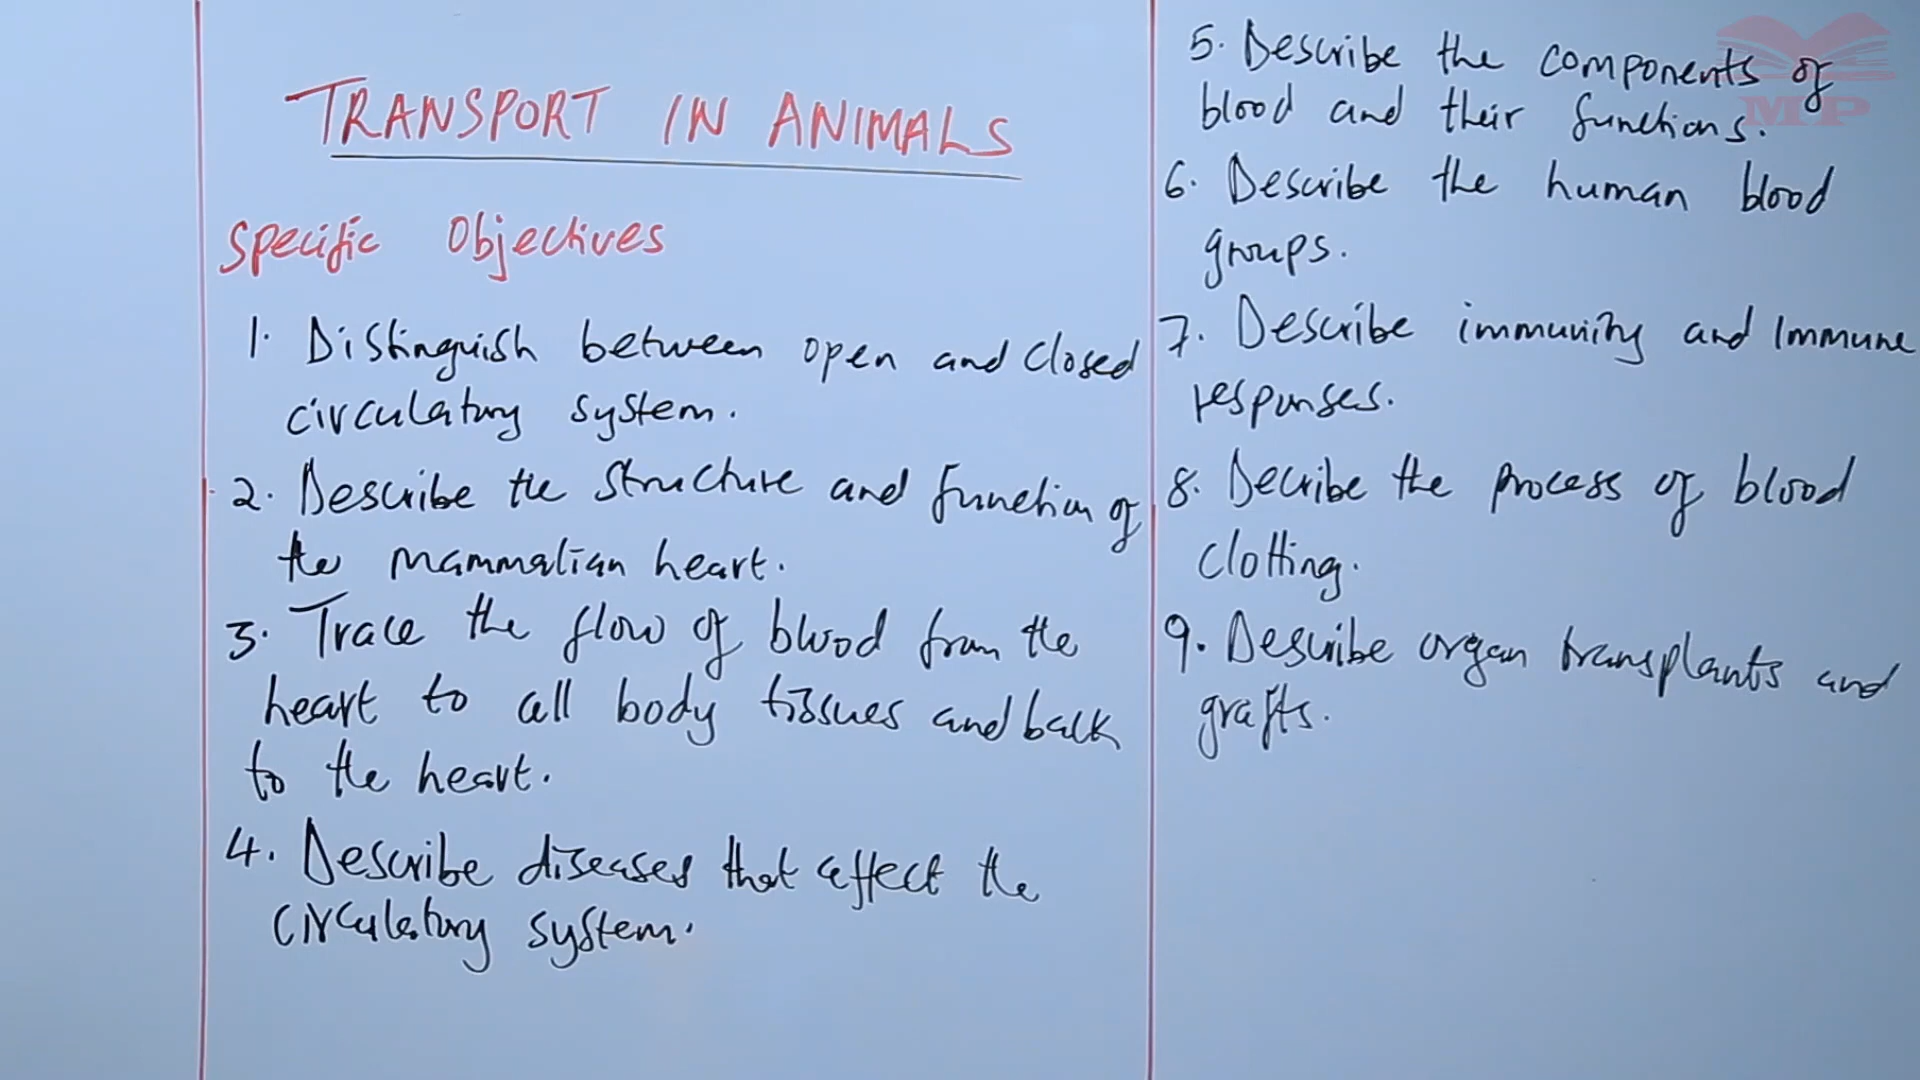 TRANSPORT IN ANIMALS
Specific Objectives
1. Distinguish between open and closed
circulatory system.
2. Describe the structure and function of
the mammalian heart.
3. Trace the flow of blood from the
heart to all body tissues and back
to the heart.
4. Describe diseases that affect the
circulatory system.
5. Describe the components of
blood and their functions.
6. Describe the human blood
groups.
7. Describe immunity and Immune
responses.
8. Decribe the process of blood
clotting.
9. Describe organ transplants and
grafts.
MP